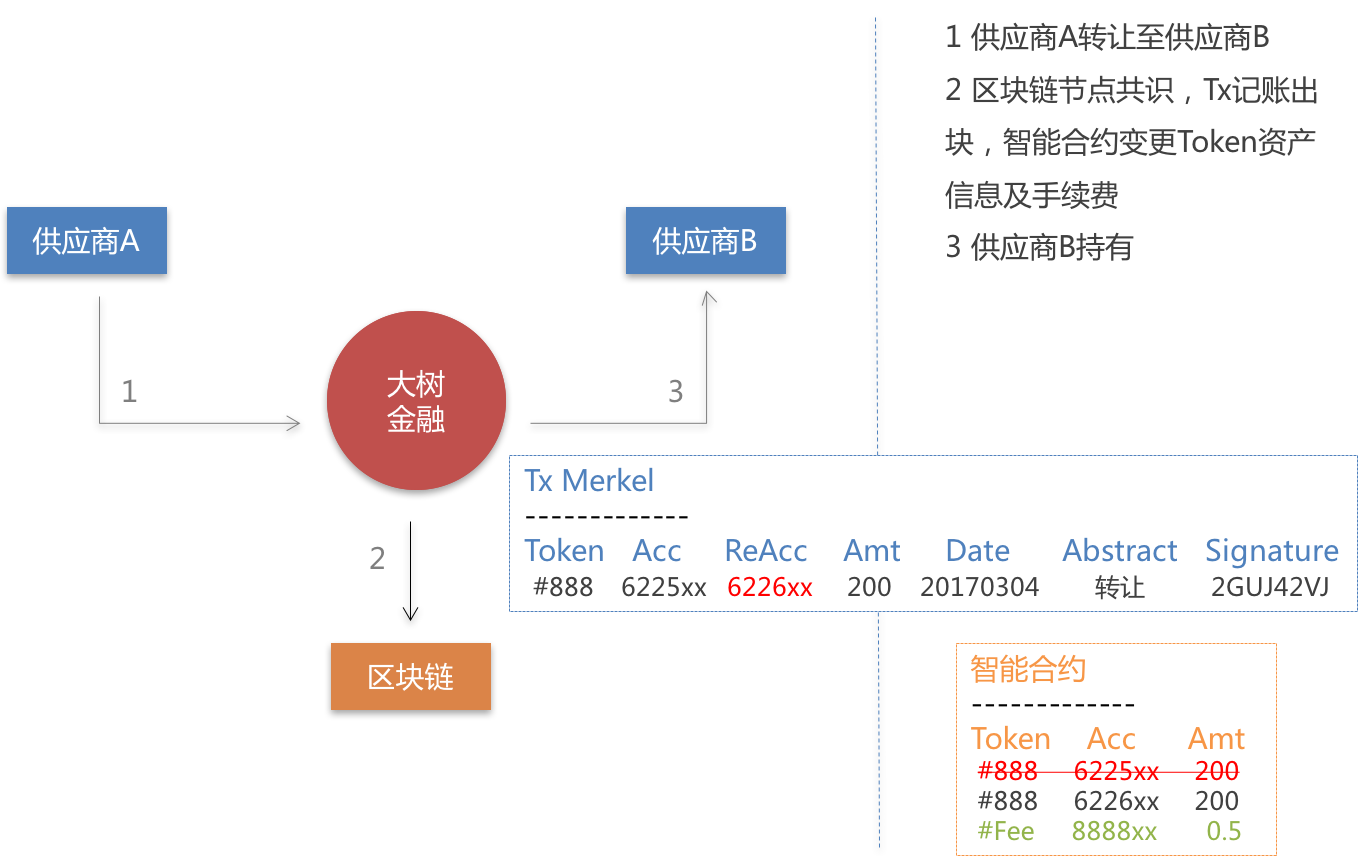 1 供应商A转让至供应商B
2 区块链节点共识，Tx记账出
块，智能合约变更Token资产
信息及手续费
3 供应商B持有
供应商A
供应商B
1
大树
金融
3
2
区块链
Tx Merkel
-------------
Token Acc ReAcc Amt Date Abstract Signature
#888 6225xx 6226xx 200 20170304 转让 2GUJ42VJ
智能合约
-------------
Token Acc Amt
#888 6225xx 200
#888 6226xx 200
#Fee 8888xx 0.5